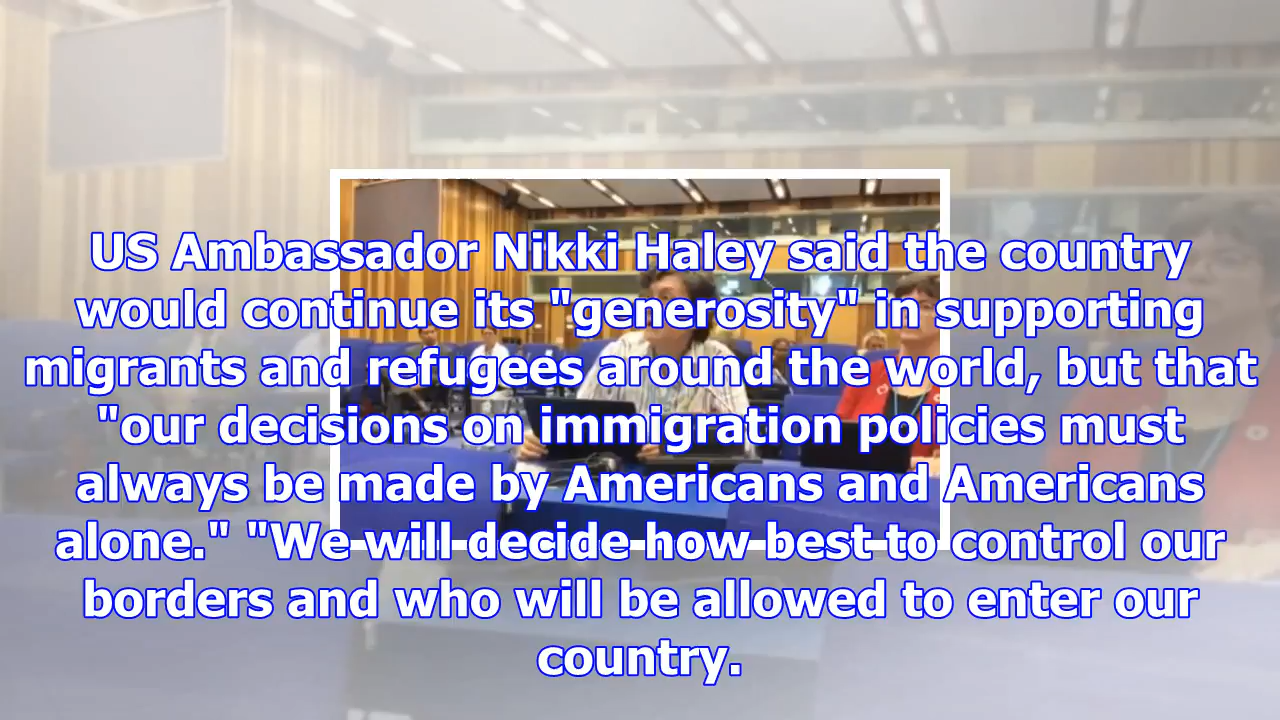 US Ambassador Nikki Haley said the country
would continue its "generosity" in supporting
migrants and refugees around the world, but that
"our decisions on immigration policies must
always be made by Americans and Americans
alone." "We will decide how best to control our
borders and who will be allowed to enter our
country.